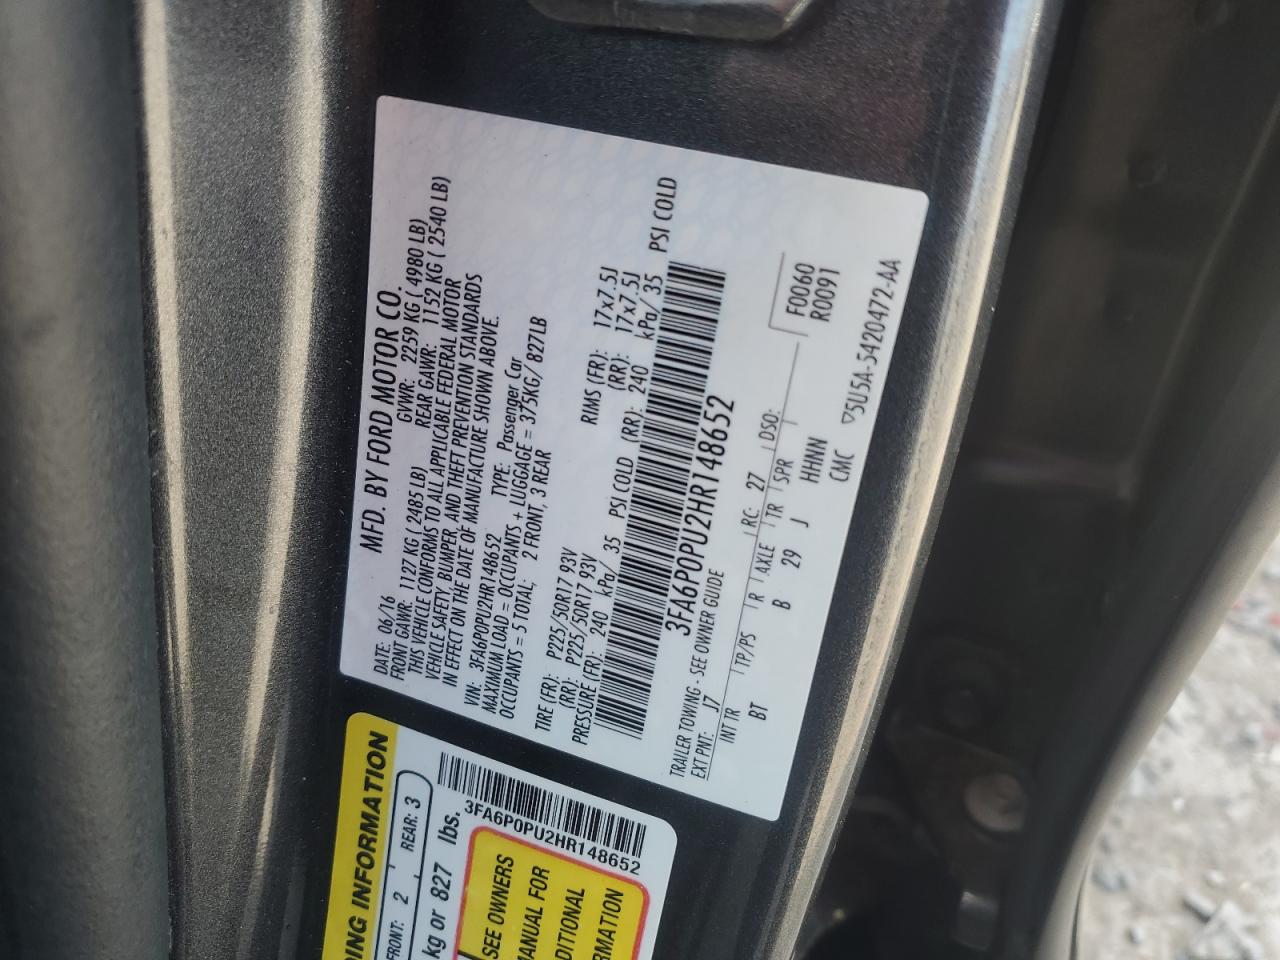 MFD. BY FORD MOTOR CO.
DATE: 06/16 GVWR: 2259 KG ( 4980 LB)
FRONT GAWR: 1127 KG ( 2485 LB) REAR GAWR: 1152 KG ( 2540 LB)
THIS VEHICLE CONFORMS TO ALL APPLICABLE FEDERAL MOTOR
VEHICLE SAFETY, BUMPER, AND THEFT PREVENTION STANDARDS
IN EFFECT ON THE DATE OF MANUFACTURE SHOWN ABOVE.
VIN: 3FA6P0PU2HR148652 TYPE: Passenger Car
MAXIMUM LOAD = OCCUPANTS + LUGGAGE = 375KG/ 827LB
OCCUPANTS = 5 TOTAL; 2 FRONT, 3 REAR
TIRE (FR): P225/50R17 93V RIMS (FR): 17x7.5J
(RR): P225/50R17 93V (RR): 17x7.5J
PRESSURE (FR): 240 kPa/ 35 PSI COLD (RR): 240 kPa/ 35 PSI COLD
3FA6P0PU2HR148652
TRAILER TOWING - SEE OWNER GUIDE
EXT PNT: J7 RC: 27 DSO: F0060
R0091
INT TR TP/PS R AXLE TR SPR
BT B 29 J HHNN
CMC ▽5U5A-5420472-AA
DING INFORMATION
FRONT: 2 REAR: 3
kg or 827 lbs.
3FA6P0PU2HR148652
SEE OWNERS
MANUAL FOR
DDITIONAL
RMATION